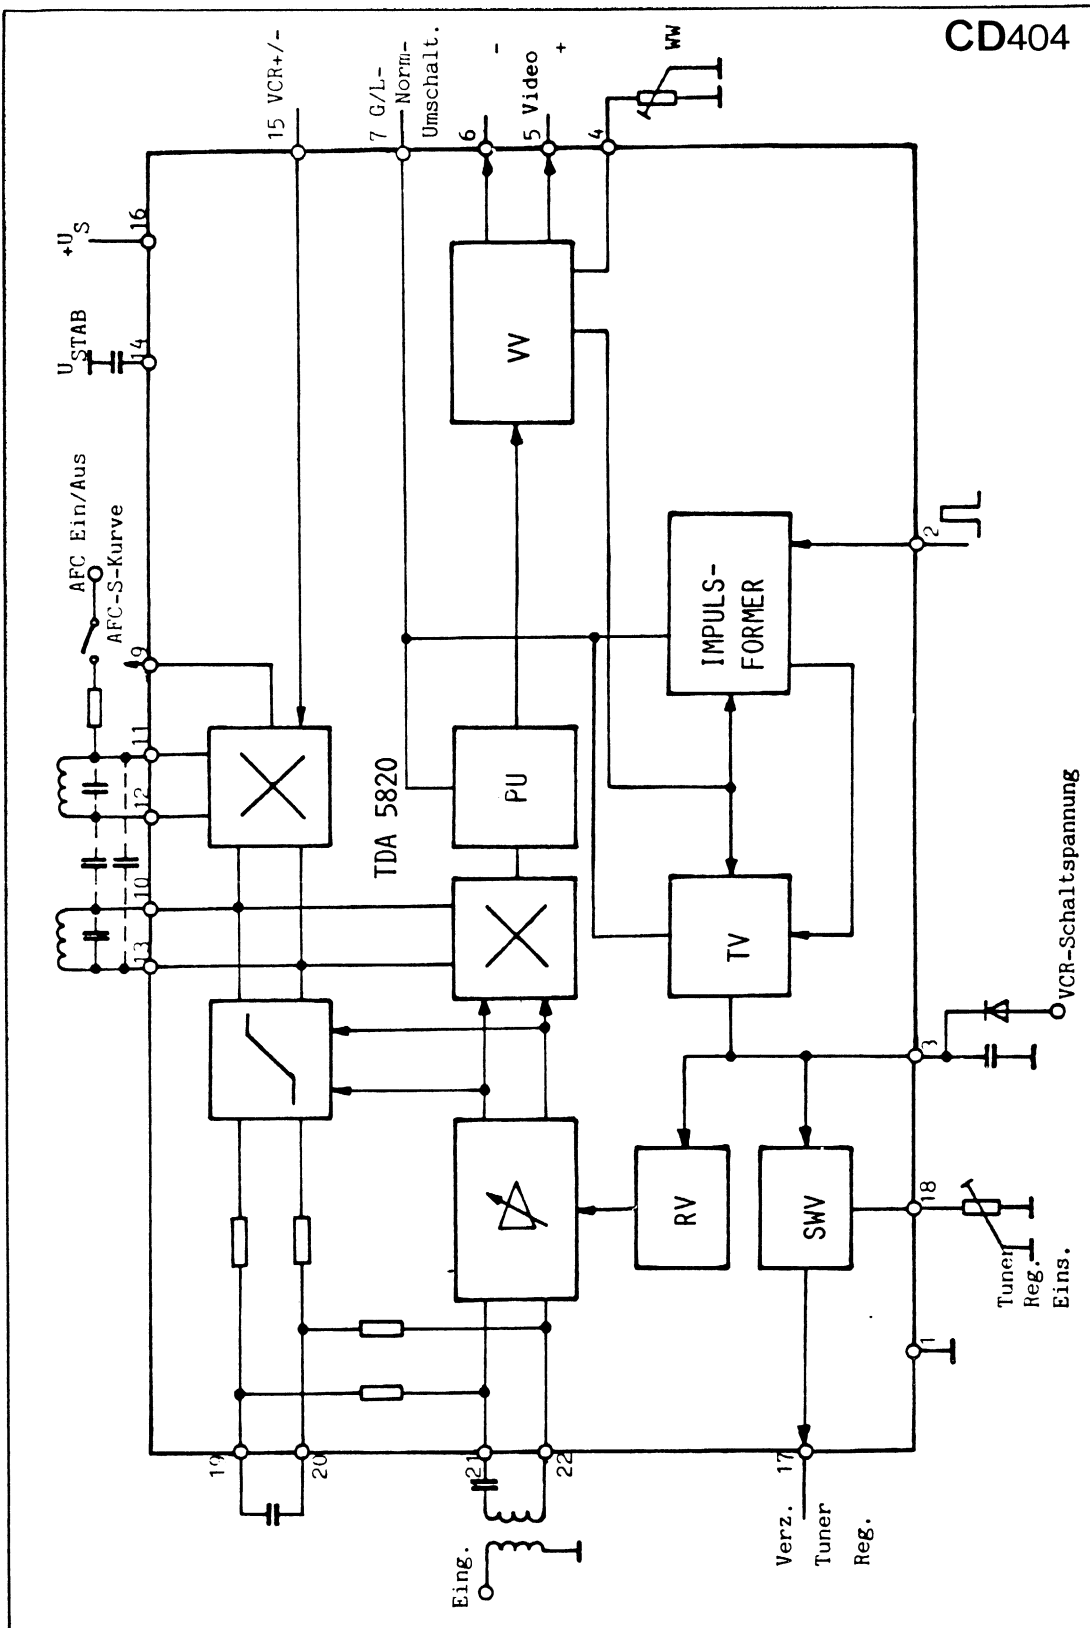 CD404
15 VCR+/-
7 G/L-
Norm-
Umschalt.
6
-
5 Video
+
4
WW
+US
16
USTAB
14
AFC Ein/Aus
AFC-S-Kurve
9
11
12
10
13
TDA 5820
VV
PU
IMPULS-
FORMER
2
TV
3
VCR-Schaltspannung
RV
SWV
18
Tuner
Reg.
Eins.
1
19
20
21
22
Eing.
17
Verz.
Tuner
Reg.